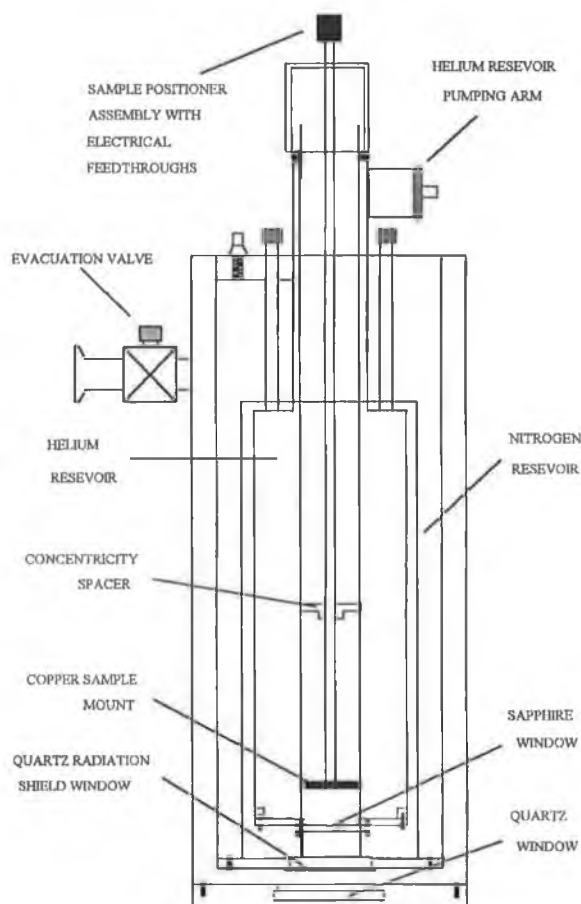 SAMPLE POSITIONER
ASSEMBLY WITH
ELECTRICAL
FEEDTHROUGHS
HELIUM RESEVOIR
PUMPING ARM
EVACUATION VALVE
HELIUM
RESEVOIR
NITROGEN
RESEVOIR
CONCENTRICITY
SPACER
COPPER SAMPLE
MOUNT
SAPPHIRE
WINDOW
QUARTZ RADIATION
SHIELD WINDOW
QUARTZ
WINDOW